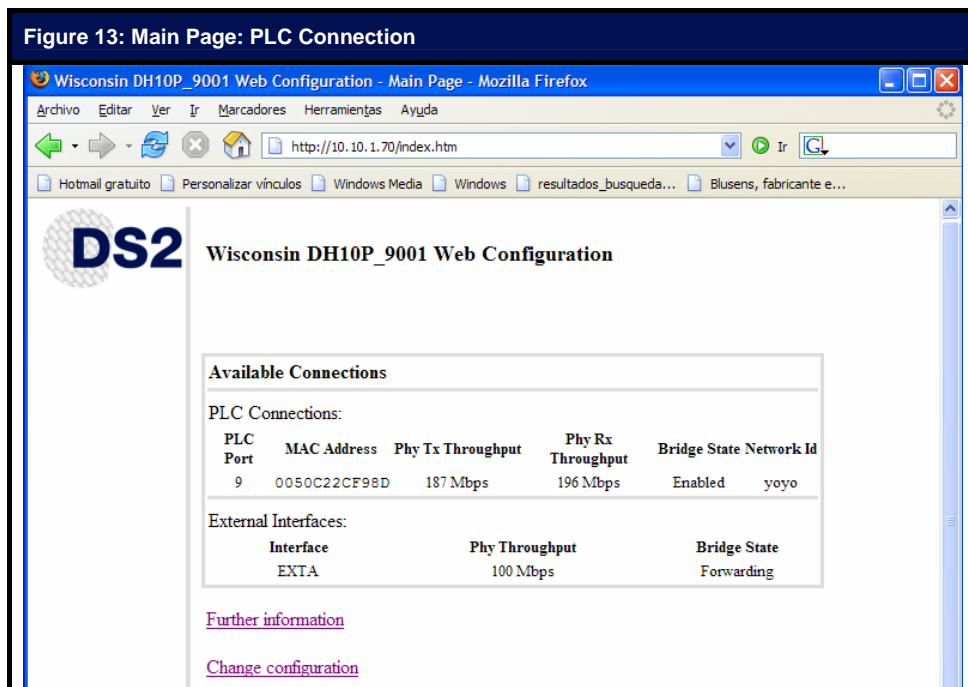 Figure 13: Main Page: PLC Connection
Wisconsin DH10P_9001 Web Configuration - Main Page - Mozilla Firefox
Archivo Editar Ver Ir Marcadores Herramientas Ayuda
http://10.10.1.70/index.htm Ir G
Hotmail gratuito Personalizar vínculos Windows Media Windows resultados_busqueda... Blusens, fabricante e...
DS2
Wisconsin DH10P_9001 Web Configuration
Available Connections
PLC Connections:
PLC Port MAC Address Phy Tx Throughput Phy Rx Throughput Bridge State Network Id
9 0050C22CF98D 187 Mbps 196 Mbps Enabled yoyo
External Interfaces:
Interface Phy Throughput Bridge State
EXTA 100 Mbps Forwarding
Further information
Change configuration